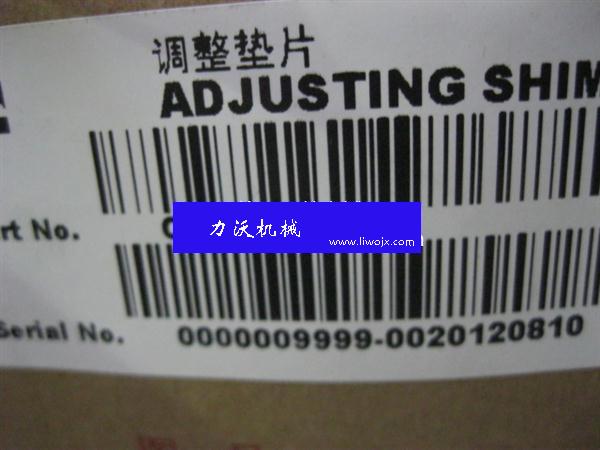 调整垫片
ADJUSTING SHIM
力沃机械
www.liwojx.com
rt No.
Serial No. 0000009999-0020120810